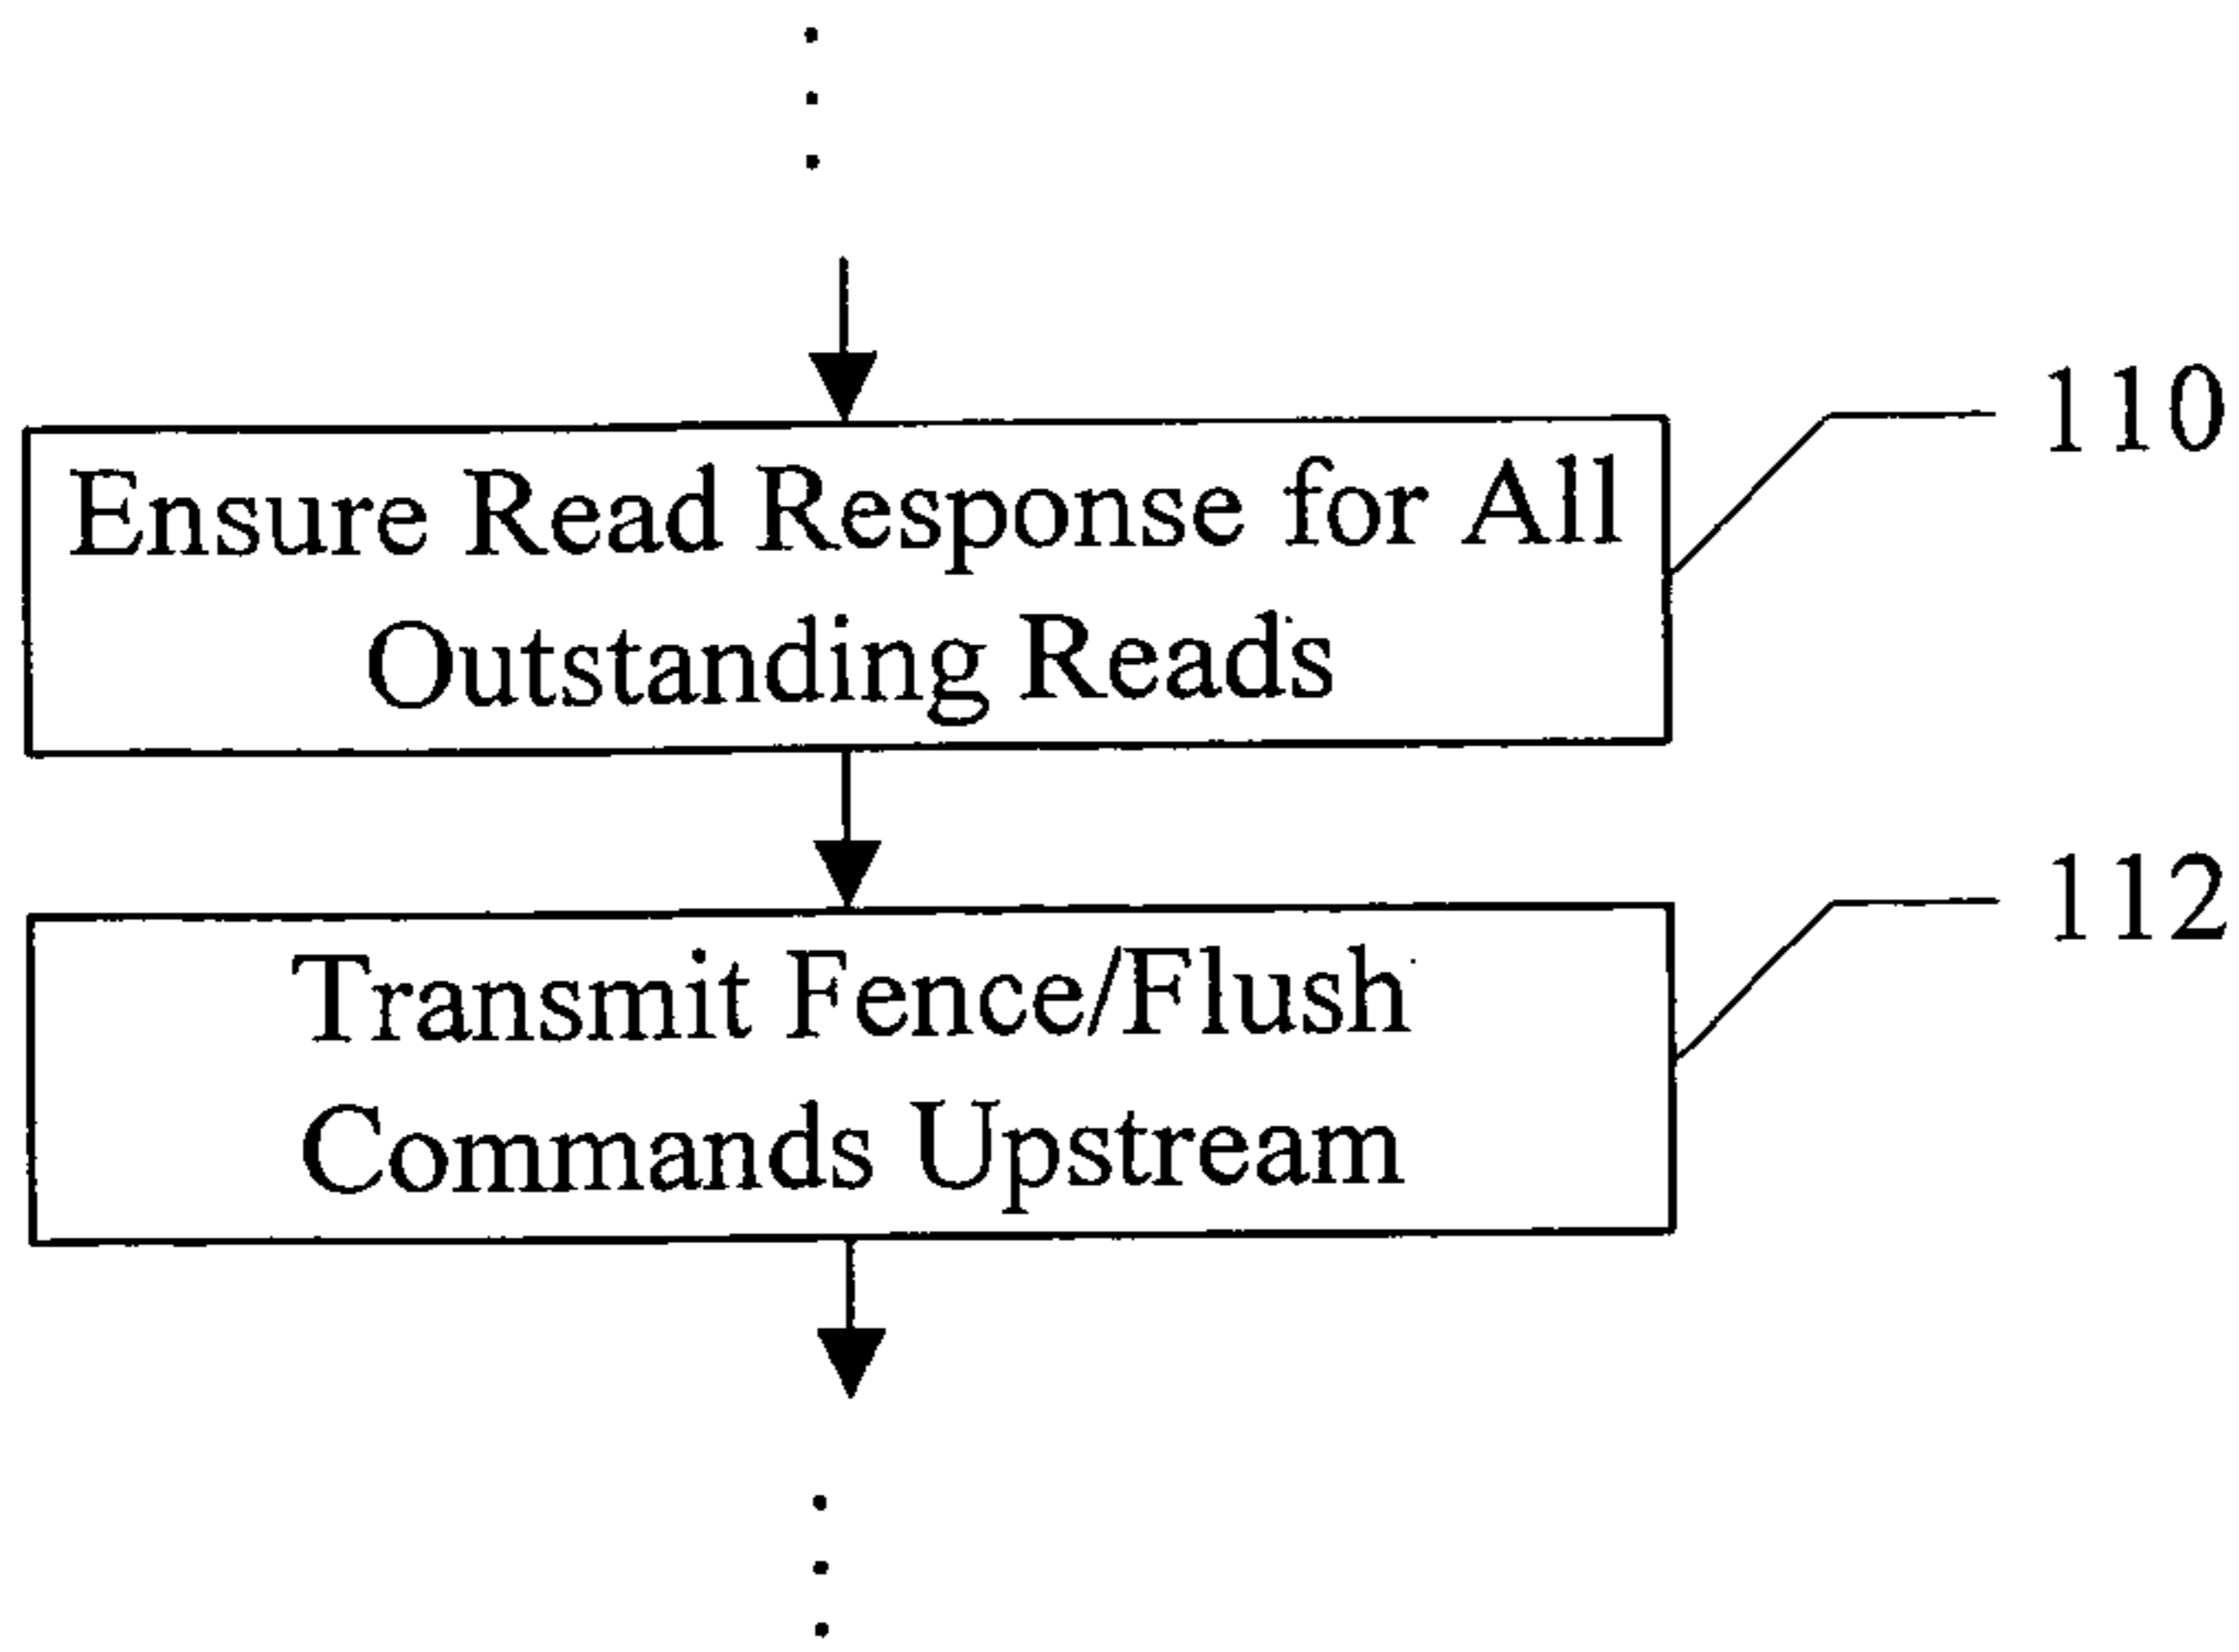 110
Ensure Read Response for All
Outstanding Reads
112
Transmit Fence/Flush
Commands Upstream